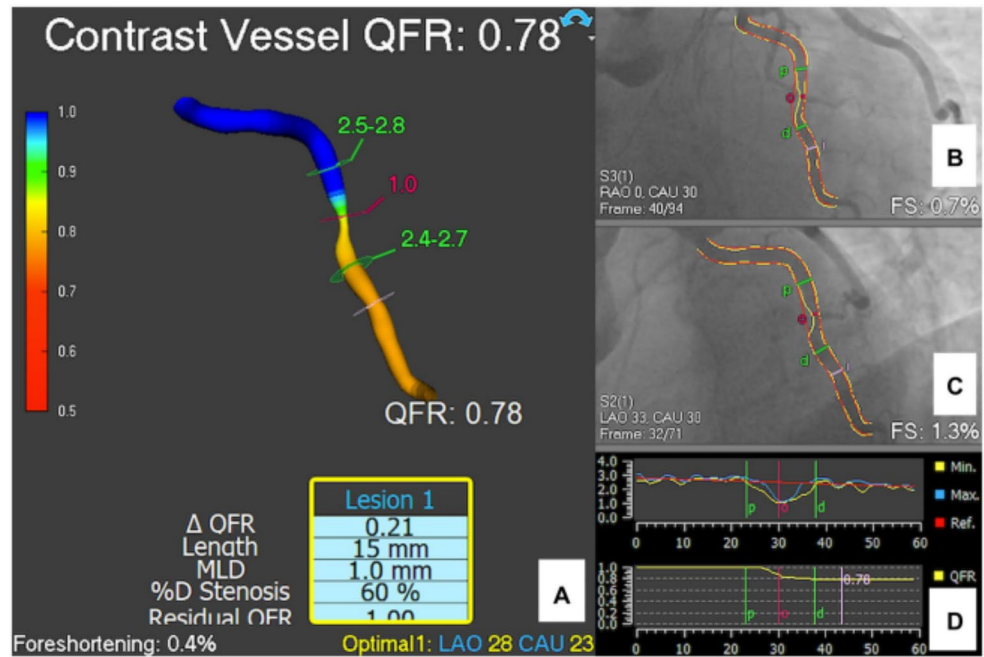 Contrast Vessel QFR: 0.78
1.0
0.9
0.8
0.7
0.6
0.5
2.5-2.8
1.0
2.4-2.7
QFR: 0.78
Lesion 1
Δ QFR 0.21
Length 15 mm
MLD 1.0 mm
%D Stenosis 60 %
Residual QFR 1.00
A
Foreshortening: 0.4%
Optimal1: LAO 28 CAU 23
p
o
d
B
S3(1)
RAO 0, CAU 30
Frame: 40/94
FS: 0.7%
p
o
d
C
S2(1)
LAO 33, CAU 30
Frame: 32/71
FS: 1.3%
4.0
3.0
2.0
1.0
0.0
p
o
d
Min.
Max.
Ref.
0 10 20 30 40 50 60
1.0
0.8
0.6
0.4
0.2
0.78
p
o
d
QFR
D
0 10 20 30 40 50 60